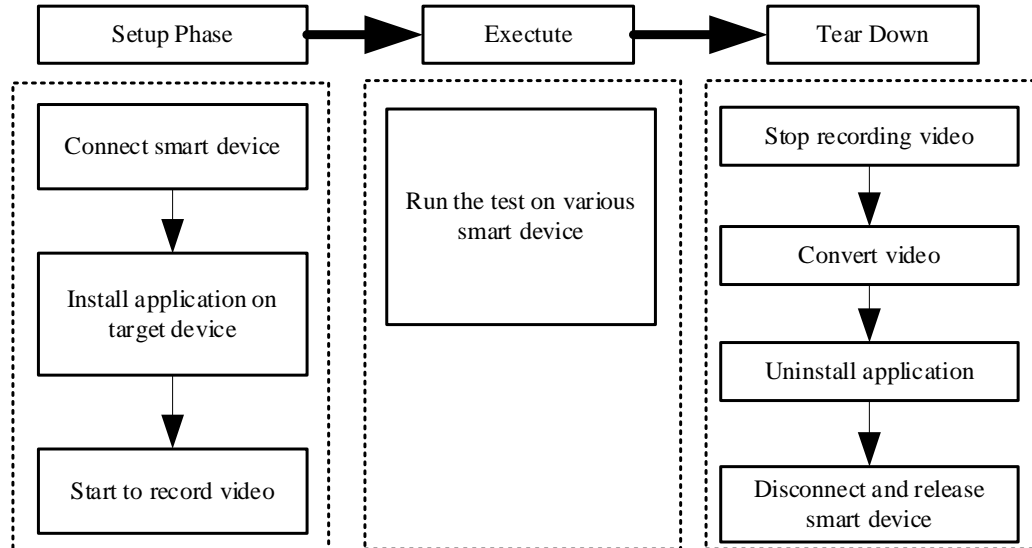 Setup Phase
Exectute
Tear Down
Connect smart device
Install application on
target device
Start to record video
Run the test on various
smart device
Stop recording video
Convert video
Uninstall application
Disconnect and release
smart device